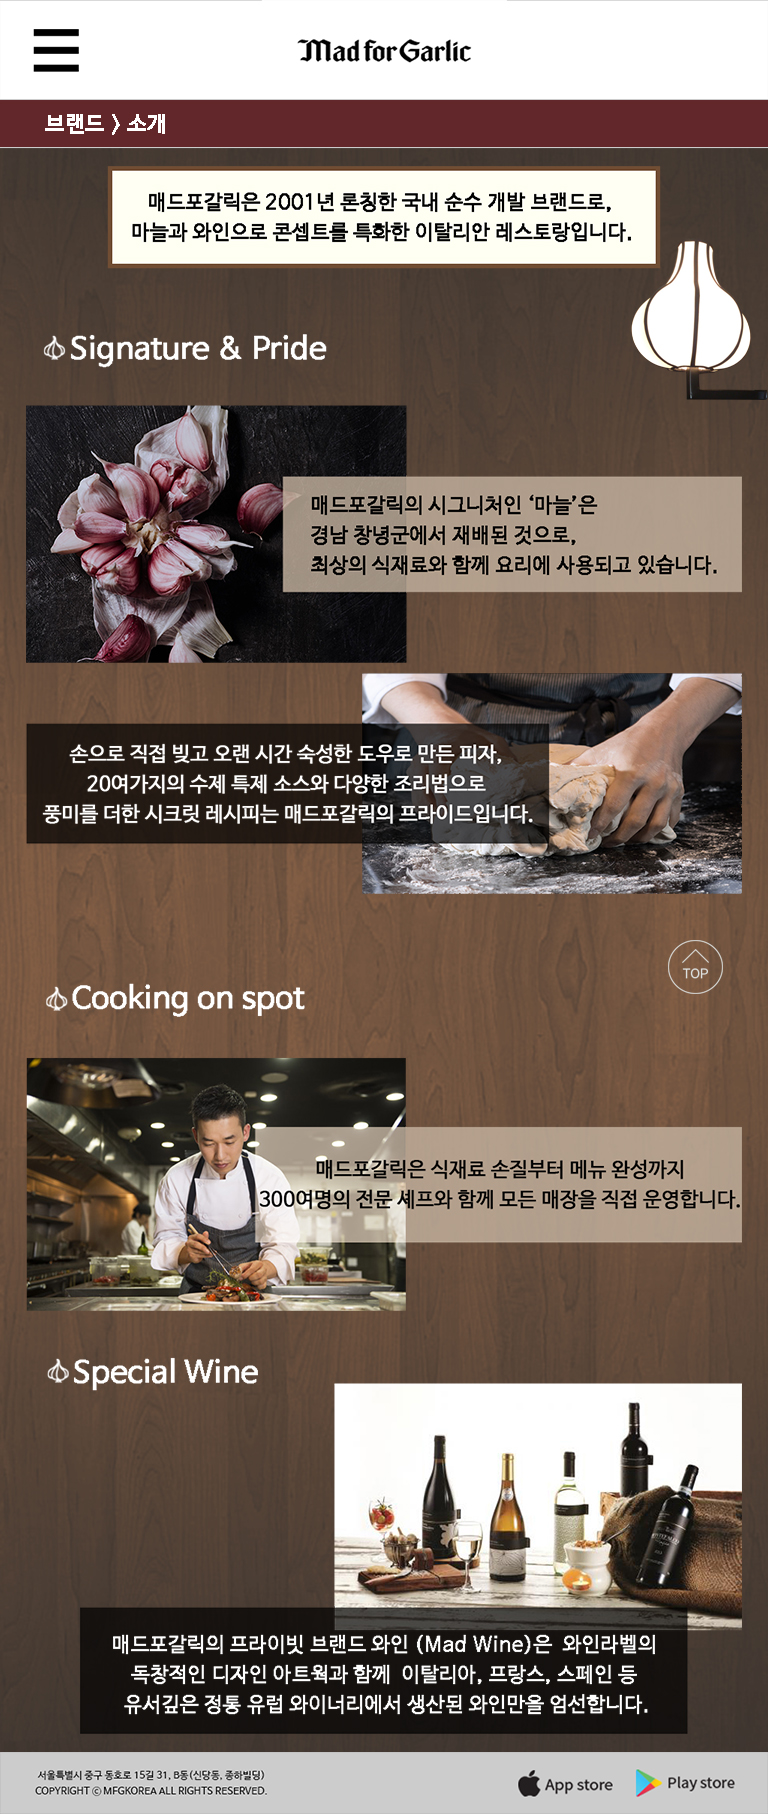 Mad for Garlic
브랜드 > 소개
매드포갈릭은 2001년 론칭한 국내 순수 개발 브랜드로,
마늘과 와인으로 콘셉트를 특화한 이탈리안 레스토랑입니다.
Signature & Pride
매드포갈릭의 시그니처인 ‘마늘’은
경남 창녕군에서 재배된 것으로,
최상의 식재료와 함께 요리에 사용되고 있습니다.
손으로 직접 빚고 오랜 시간 숙성한 도우로 만든 피자,
20여가지의 수제 특제 소스와 다양한 조리법으로
풍미를 더한 시크릿 레시피는 매드포갈릭의 프라이드입니다.
TOP
Cooking on spot
매드포갈릭은 식재료 손질부터 메뉴 완성까지
300여명의 전문 셰프와 함께 모든 매장을 직접 운영합니다.
Special Wine
매드포갈릭의 프라이빗 브랜드 와인 (Mad Wine)은 와인라벨의
독창적인 디자인 아트웍과 함께 이탈리아, 프랑스, 스페인 등
유서깊은 정통 유럽 와이너리에서 생산된 와인만을 엄선합니다.
서울특별시 중구 동호로 15길 31, B동(신당동, 종하빌딩)
COPYRIGHT ⓒ MFGKOREA ALL RIGHTS RESERVED.
App store
Play store